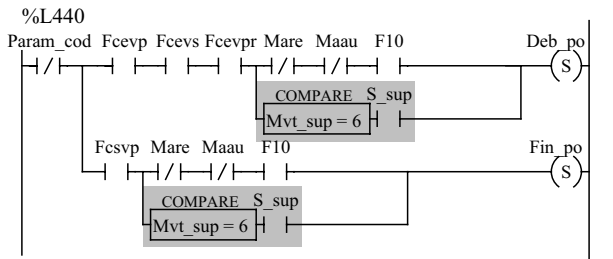 %L440
Param_cod Fcevp Fcevs Fcevpr Mare Maau F10 Deb_po
S
COMPARE S_sup
Mvt_sup = 6
Fcsvp Mare Maau F10 Fin_po
S
COMPARE S_sup
Mvt_sup = 6